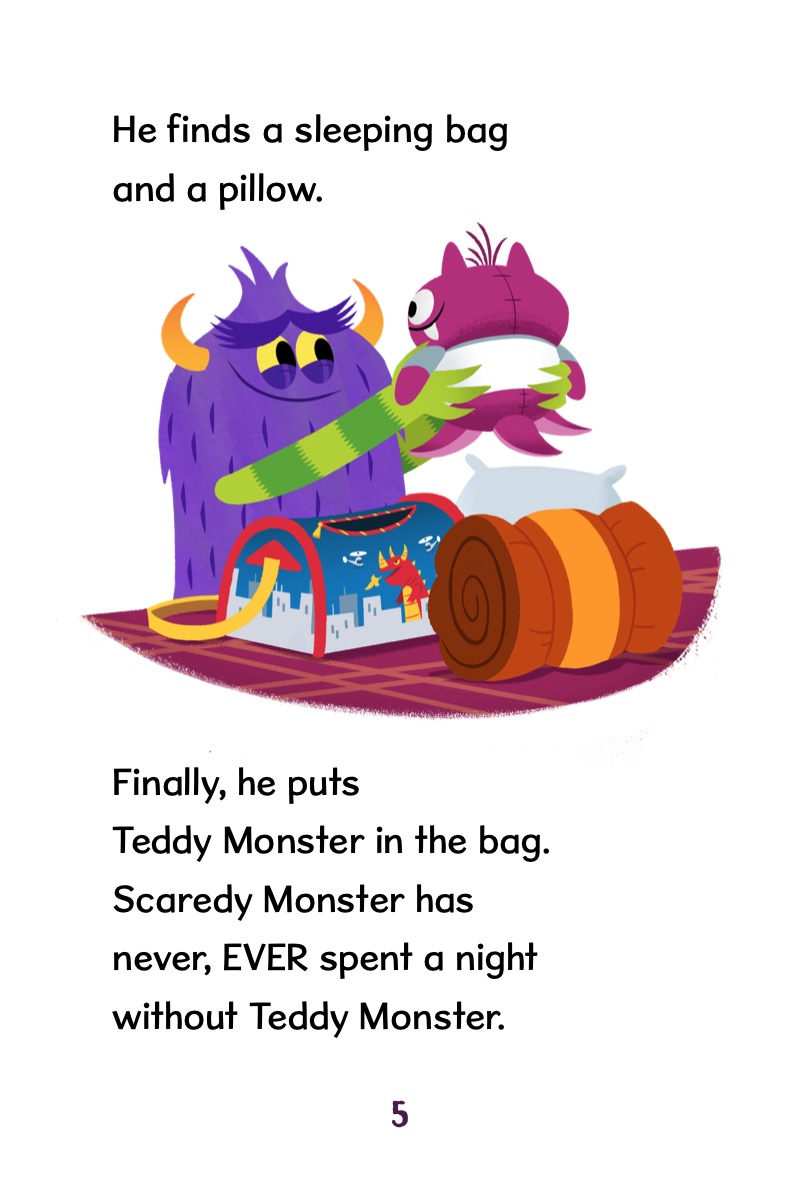 He finds a sleeping bag
and a pillow.
Finally, he puts
Teddy Monster in the bag.
Scaredy Monster has
never, EVER spent a night
without Teddy Monster.
5